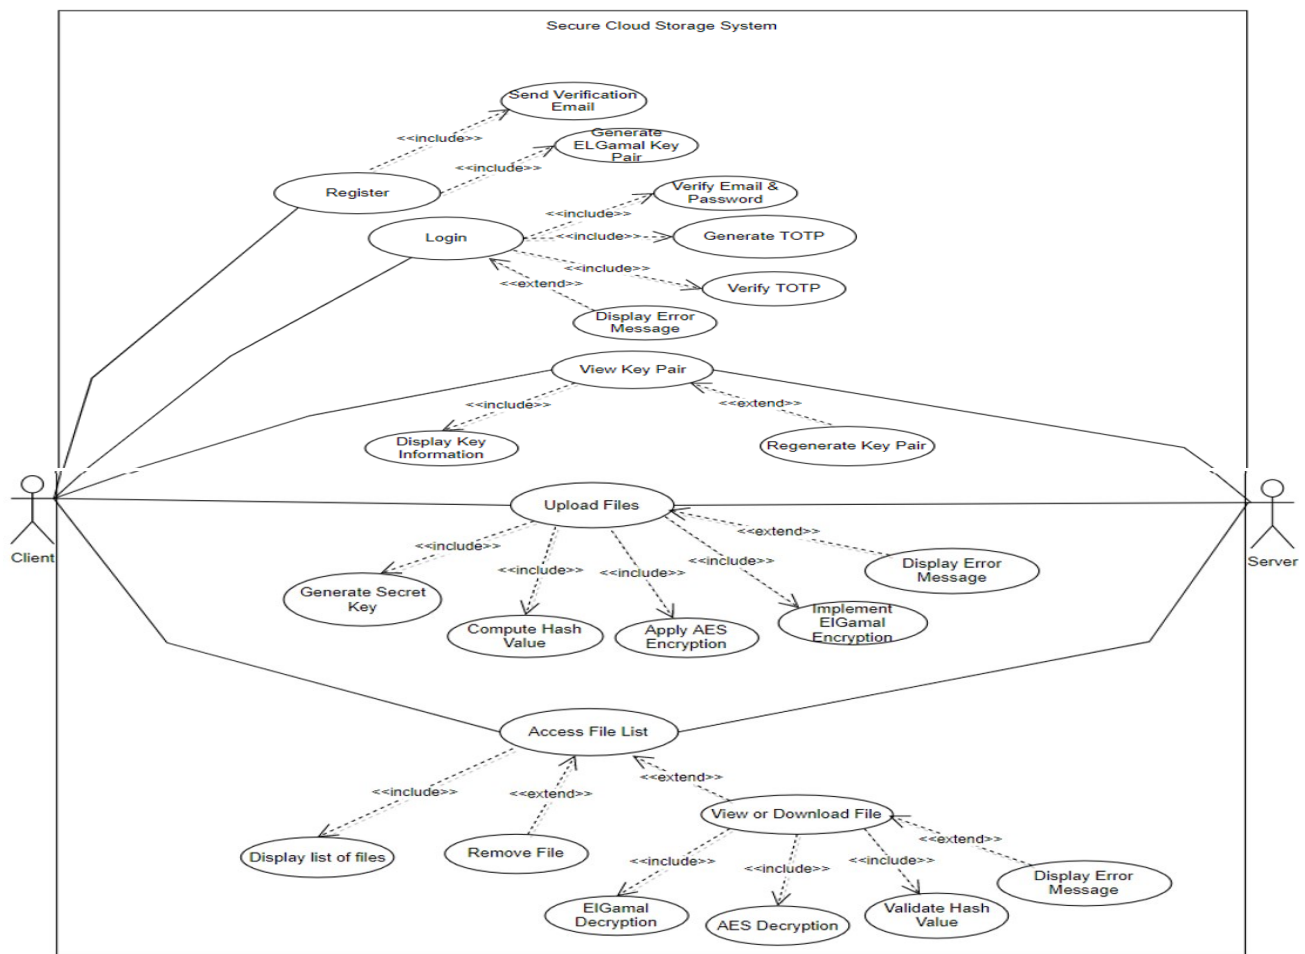 Secure Cloud Storage System
Send Verification
Email
<<include>>
Generate
ELGamal Key
Pair
<<include>>
Register
Verify Email &
Password
<<include>>
Login
<<include>>
Generate TOTP
<<include>>
<<extend>>
Verify TOTP
Display Error
Message
View Key Pair
<<include>>
<<extend>>
Display Key
Information
Regenerate Key Pair
Client
Server
Upload Files
<<include>>
<<include>>
<<include>>
<<include>>
<<extend>>
Display Error
Message
Generate Secret
Key
Compute Hash
Value
Apply AES
Encryption
Implement
ElGamal
Encryption
Access File List
<<include>>
<<extend>>
<<extend>>
View or Download File
Display list of files
Remove File
<<include>>
<<include>>
<<include>>
<<extend>>
Display Error
Message
ElGamal
Decryption
AES Decryption
Validate Hash
Value